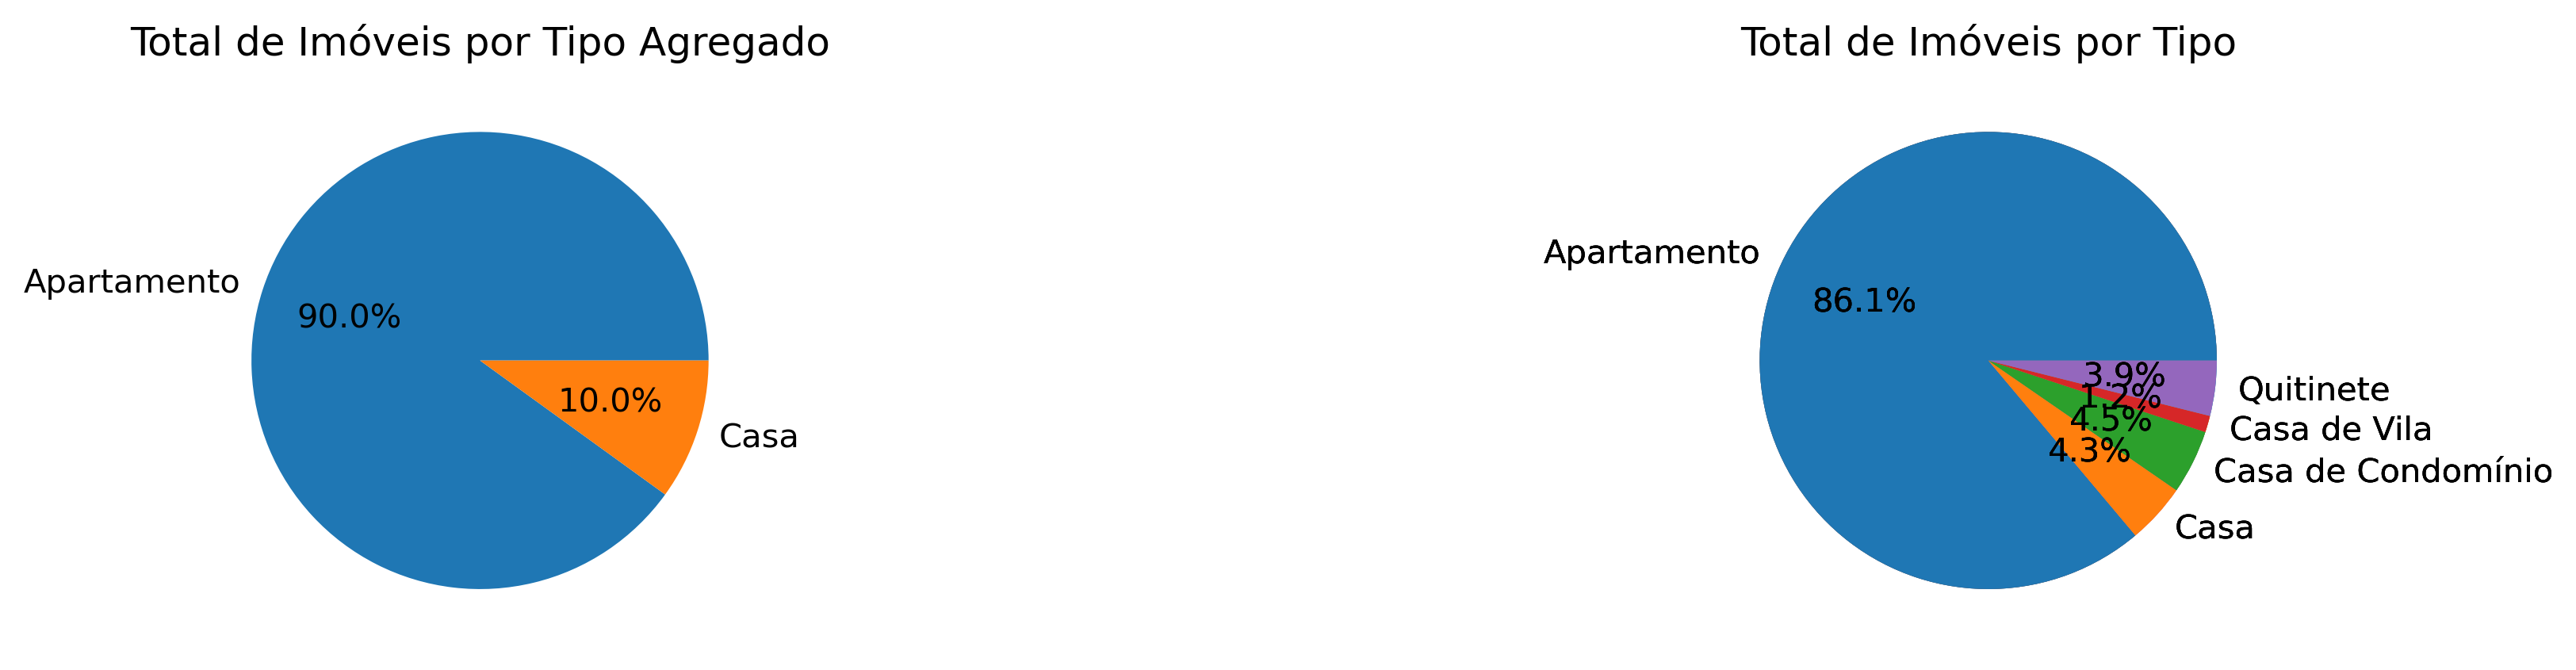 Total de Imóveis por Tipo Agregado
Apartamento
90.0%
10.0%
Casa
Total de Imóveis por Tipo
Apartamento
86.1%
3.9%
Quitinete
1.2%
Casa de Vila
4.5%
Casa de Condomínio
4.3%
Casa